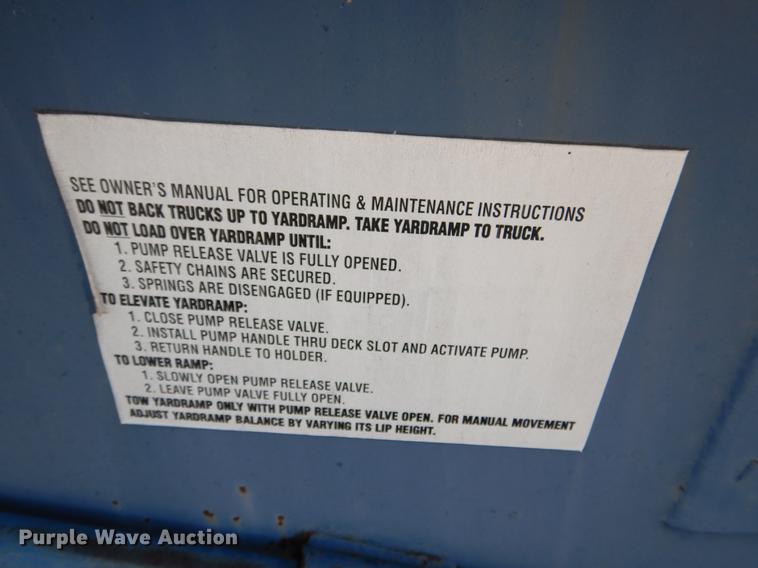 SEE OWNER'S MANUAL FOR OPERATING & MAINTENANCE INSTRUCTIONS
DO NOT BACK TRUCKS UP TO YARDRAMP. TAKE YARDRAMP TO TRUCK.
DO NOT LOAD OVER YARDRAMP UNTIL:
1. PUMP RELEASE VALVE IS FULLY OPENED.
2. SAFETY CHAINS ARE SECURED.
3. SPRINGS ARE DISENGAGED (IF EQUIPPED).
TO ELEVATE YARDRAMP:
1. CLOSE PUMP RELEASE VALVE.
2. INSTALL PUMP HANDLE THRU DECK SLOT AND ACTIVATE PUMP.
3. RETURN HANDLE TO HOLDER.
TO LOWER RAMP:
1. SLOWLY OPEN PUMP RELEASE VALVE.
2. LEAVE PUMP VALVE FULLY OPEN.
TOW YARDRAMP ONLY WITH PUMP RELEASE VALVE OPEN. FOR MANUAL MOVEMENT
ADJUST YARDRAMP BALANCE BY VARYING ITS LIP HEIGHT.
Purple Wave Auction